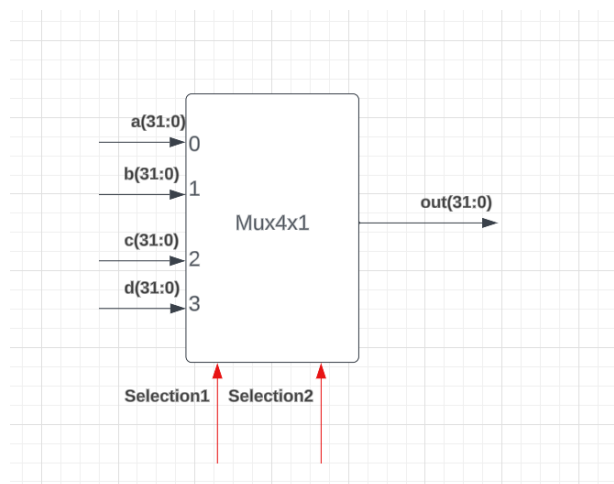 a(31:0)
0
b(31:0)
1
Mux4x1
out(31:0)
c(31:0)
2
d(31:0)
3
Selection1
Selection2